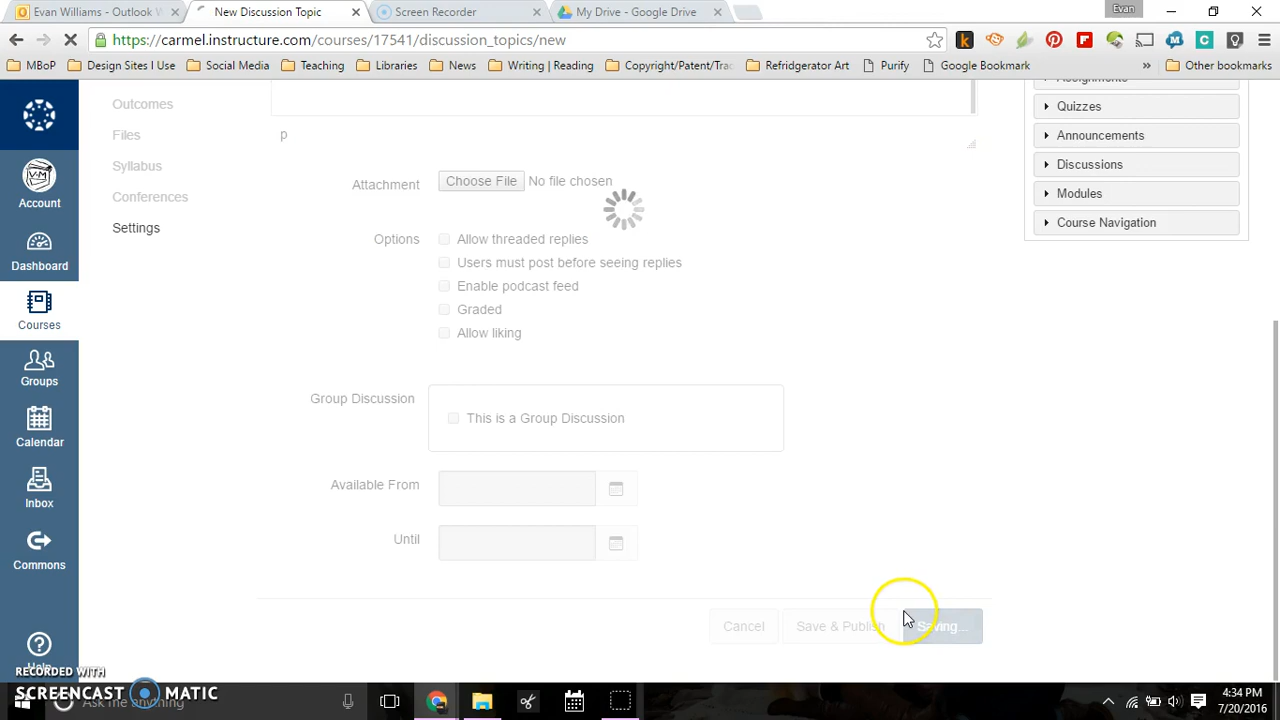 Evan Williams - Outlook W
New Discussion Topic
Screen Recorder
My Drive - Google Drive
Evan
https://carmel.instructure.com/courses/17541/discussion_topics/new
MBoP
Design Sites I Use
Social Media
Teaching
Libraries
News
Writing | Reading
Copyright/Patent/Tra
Refridgerator Art
Purify
Google Bookmark
»
Other bookmarks
Account
Dashboard
Courses
Groups
Calendar
Inbox
Commons
Help
Outcomes
Files
Syllabus
Conferences
Settings
p
Attachment
Choose File No file chosen
Options
Allow threaded replies
Users must post before seeing replies
Enable podcast feed
Graded
Allow liking
Group Discussion
This is a Group Discussion
Available From
Until
Cancel
Save & Publish
Saving...
Assignments
Quizzes
Announcements
Discussions
Modules
Course Navigation
RECORDED WITH
SCREENCAST MATIC
Ask me anything
4:34 PM
7/20/2016